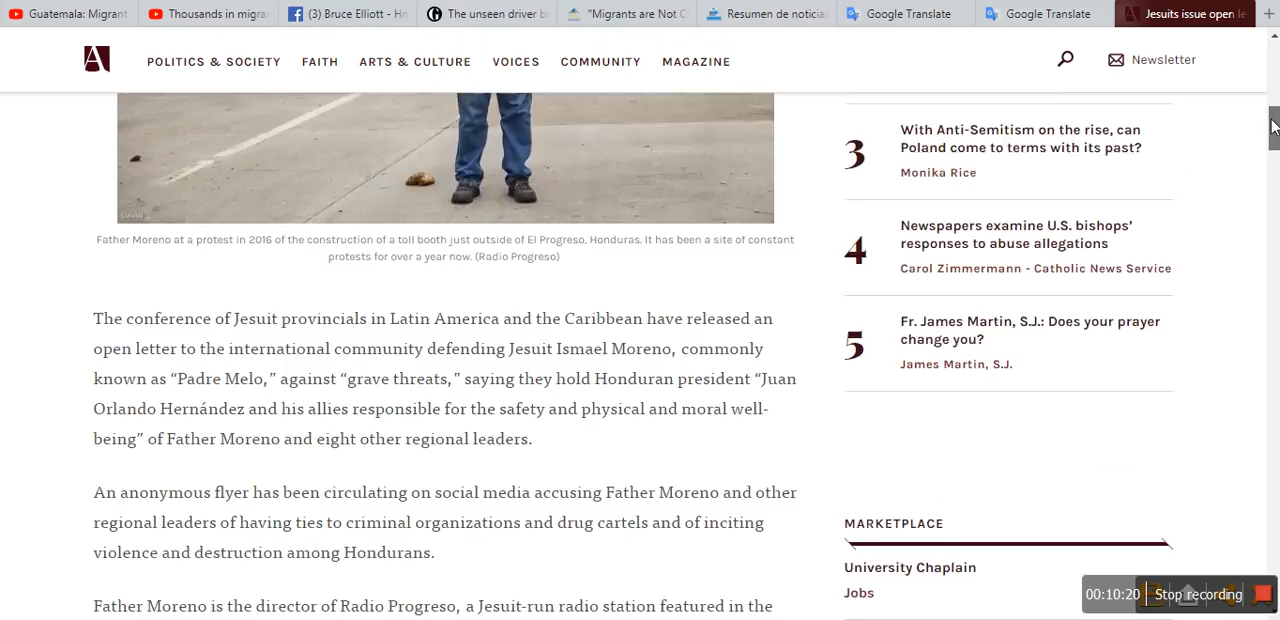 Guatemala: Migrant
Thousands in migra
(3) Bruce Elliott - Hn
The unseen driver b
"Migrants are Not C
Resumen de noticias
Google Translate
Google Translate
Jesuits issue open le
A
POLITICS & SOCIETY
FAITH
ARTS & CULTURE
VOICES
COMMUNITY
MAGAZINE
Newsletter
Father Moreno at a protest in 2016 of the construction of a toll booth just outside of El Progreso, Honduras. It has been a site of constant
protests for over a year now. (Radio Progreso)
The conference of Jesuit provincials in Latin America and the Caribbean have released an
open letter to the international community defending Jesuit Ismael Moreno, commonly
known as “Padre Melo,” against “grave threats,” saying they hold Honduran president “Juan
Orlando Hernández and his allies responsible for the safety and physical and moral well-
being” of Father Moreno and eight other regional leaders.
An anonymous flyer has been circulating on social media accusing Father Moreno and other
regional leaders of having ties to criminal organizations and drug cartels and of inciting
violence and destruction among Hondurans.
Father Moreno is the director of Radio Progreso, a Jesuit-run radio station featured in the
3
With Anti-Semitism on the rise, can
Poland come to terms with its past?
Monika Rice
4
Newspapers examine U.S. bishops’
responses to abuse allegations
Carol Zimmermann - Catholic News Service
5
Fr. James Martin, S.J.: Does your prayer
change you?
James Martin, S.J.
MARKETPLACE
University Chaplain
Jobs
00:10:20
Stop recording